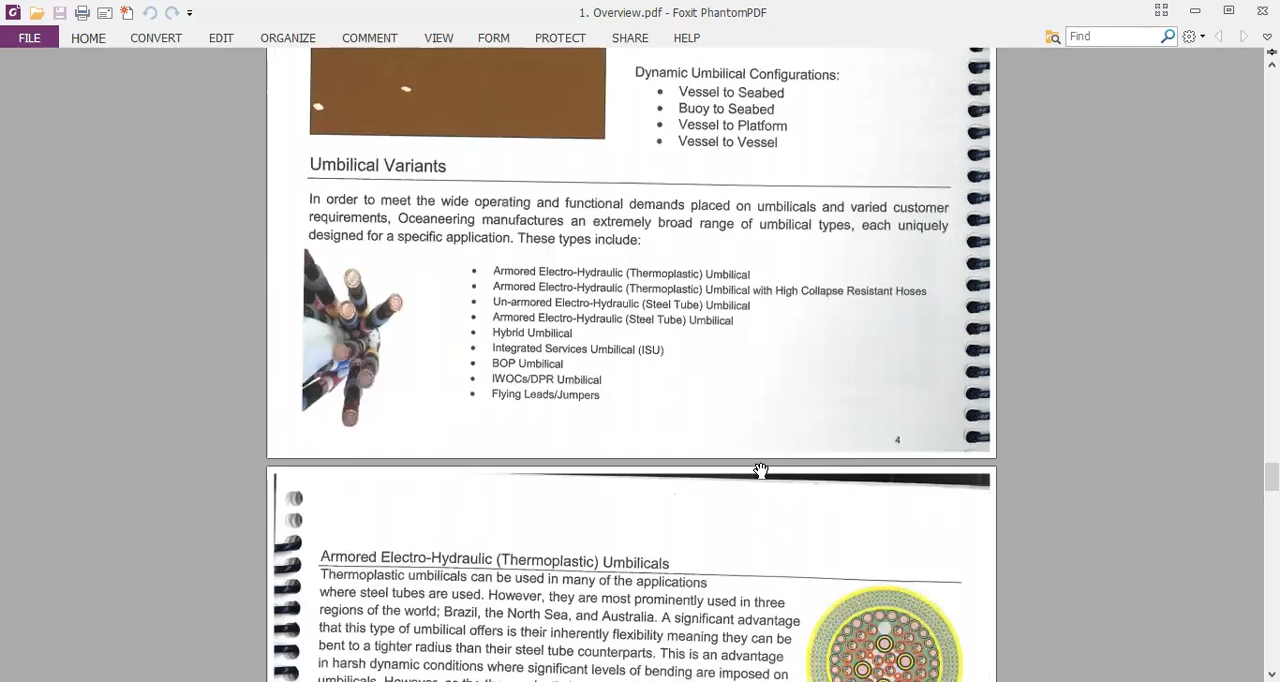 1. Overview.pdf - Foxit PhantomPDF
FILE HOME CONVERT EDIT ORGANIZE COMMENT VIEW FORM PROTECT SHARE HELP
Find
Dynamic Umbilical Configurations:
• Vessel to Seabed
• Buoy to Seabed
• Vessel to Platform
• Vessel to Vessel
Umbilical Variants
In order to meet the wide operating and functional demands placed on umbilicals and varied customer
requirements, Oceaneering manufactures an extremely broad range of umbilical types, each uniquely
designed for a specific application. These types include:
• Armored Electro-Hydraulic (Thermoplastic) Umbilical
• Armored Electro-Hydraulic (Thermoplastic) Umbilical with High Collapse Resistant Hoses
• Un-armored Electro-Hydraulic (Steel Tube) Umbilical
• Armored Electro-Hydraulic (Steel Tube) Umbilical
• Hybrid Umbilical
• Integrated Services Umbilical (ISU)
• BOP Umbilical
• IWOCs/DPR Umbilical
• Flying Leads/Jumpers
4
Armored Electro-Hydraulic (Thermoplastic) Umbilicals
Thermoplastic umbilicals can be used in many of the applications
where steel tubes are used. However, they are most prominently used in three
regions of the world; Brazil, the North Sea, and Australia. A significant advantage
that this type of umbilical offers is their inherently flexibility meaning they can be
bent to a tighter radius than their steel tube counterparts. This is an advantage
in harsh dynamic conditions where significant levels of bending are imposed on
umbilicals. However, as the